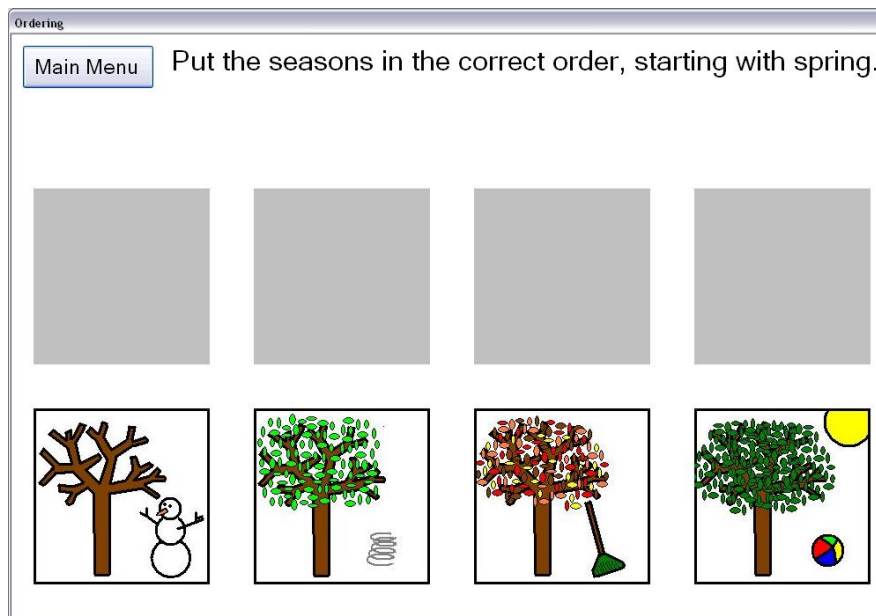 Ordering
Main Menu
Put the seasons in the correct order, starting with spring.